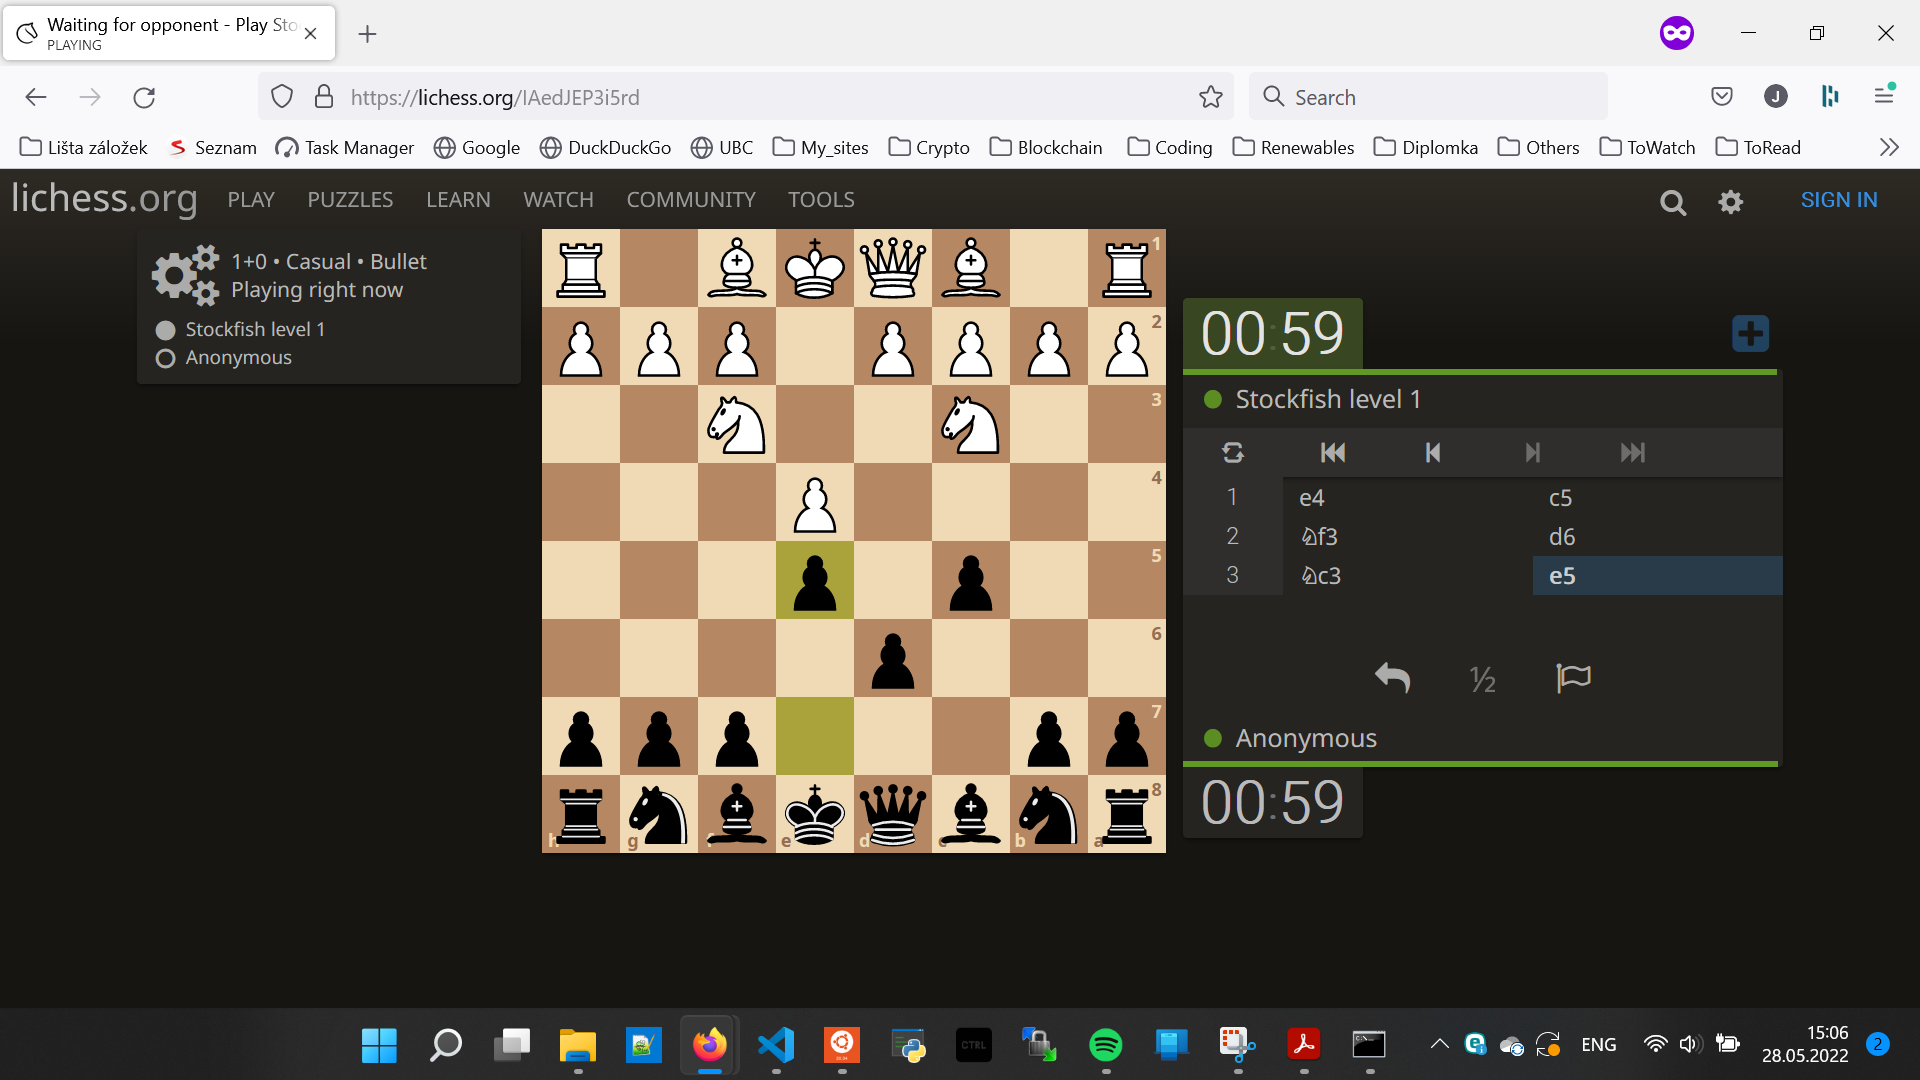 Waiting for opponent - Play Sto
PLAYING
https://lichess.org/IAedJEP3i5rd
Search
J
Lišta záložek
Seznam
Task Manager
Google
DuckDuckGo
UBC
My_sites
Crypto
Blockchain
Coding
Renewables
Diplomka
Others
ToWatch
ToRead
lichess.org
PLAY
PUZZLES
LEARN
WATCH
COMMUNITY
TOOLS
SIGN IN
1+0 • Casual • Bullet
Playing right now
Stockfish level 1
Anonymous
1
2
3
4
5
6
7
8
h
g
f
e
d
c
b
a
00:59
Stockfish level 1
1 e4 c5
2 ♘f3 d6
3 ♘c3 e5
½
Anonymous
00:59
CTRL
ENG
15:06
28.05.2022
2